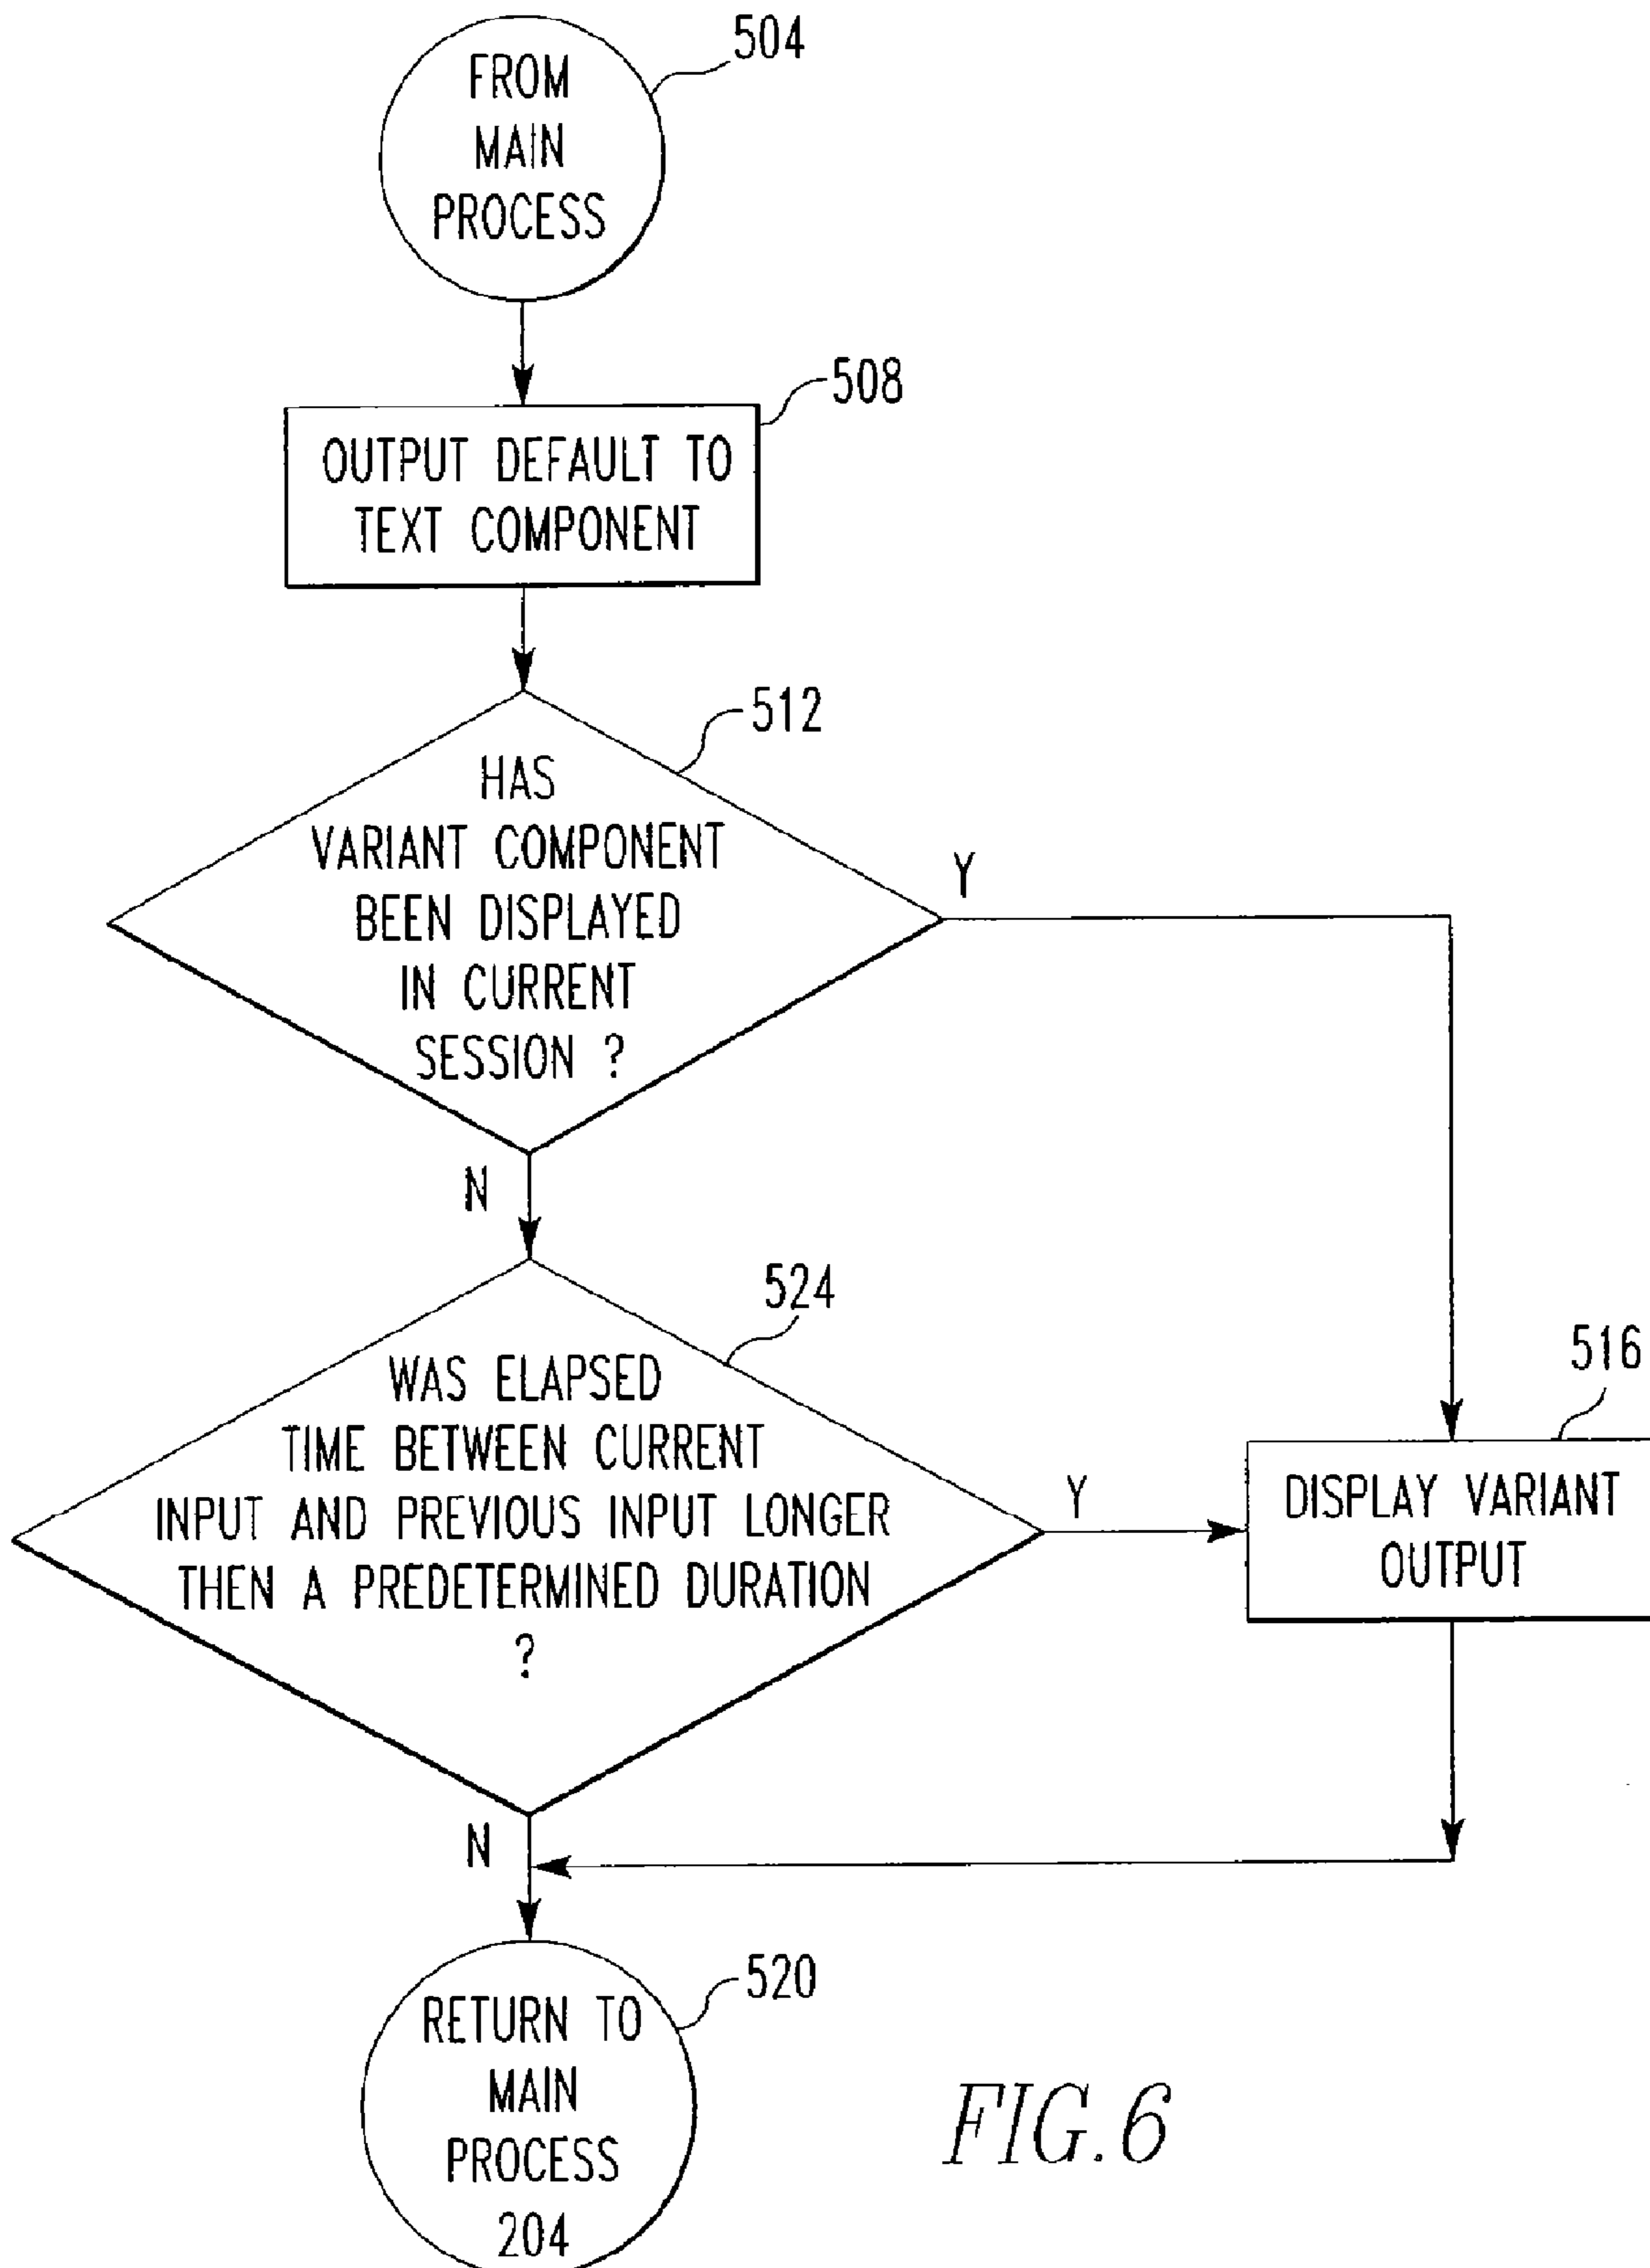 504
FROM
MAIN
PROCESS
508
OUTPUT DEFAULT TO
TEXT COMPONENT
512
HAS
VARIANT COMPONENT
BEEN DISPLAYED
IN CURRENT
SESSION ?
Y
N
524
WAS ELAPSED
TIME BETWEEN CURRENT
INPUT AND PREVIOUS INPUT LONGER
THEN A PREDETERMINED DURATION
?
Y
516
DISPLAY VARIANT
OUTPUT
N
520
RETURN TO
MAIN
PROCESS
204
FIG.6